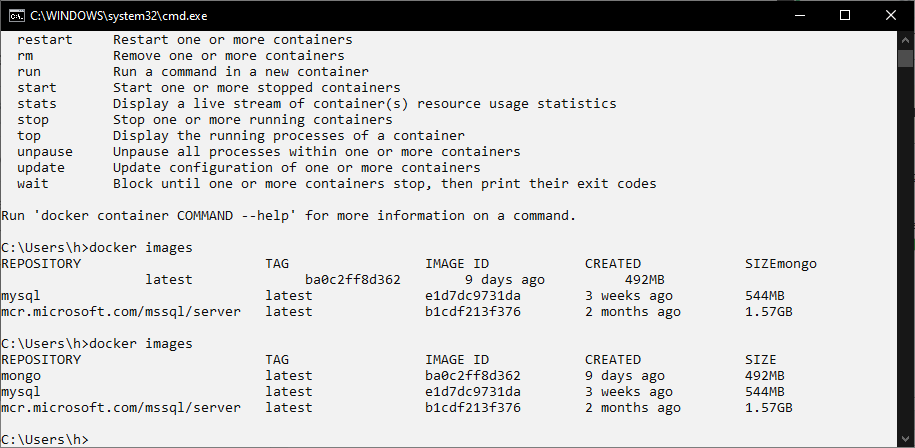 C:\WINDOWS\system32\cmd.exe
restart     Restart one or more containers
rm          Remove one or more containers
run         Run a command in a new container
start       Start one or more stopped containers
stats       Display a live stream of container(s) resource usage statistics
stop        Stop one or more running containers
top         Display the running processes of a container
unpause     Unpause all processes within one or more containers
update      Update configuration of one or more containers
wait        Block until one or more containers stop, then print their exit codes
Run 'docker container COMMAND --help' for more information on a command.
C:\Users\h>docker images
REPOSITORY                       TAG                 IMAGE ID            CREATED             SIZEmongo
                  latest              ba0c2ff8d362        9 days ago          492MB
mysql                            latest              e1d7dc9731da        3 weeks ago         544MB
mcr.microsoft.com/mssql/server   latest              b1cdf213f376        2 months ago        1.57GB
C:\Users\h>docker images
REPOSITORY                       TAG                 IMAGE ID            CREATED             SIZE
mongo                            latest              ba0c2ff8d362        9 days ago          492MB
mysql                            latest              e1d7dc9731da        3 weeks ago         544MB
mcr.microsoft.com/mssql/server   latest              b1cdf213f376        2 months ago        1.57GB
C:\Users\h>